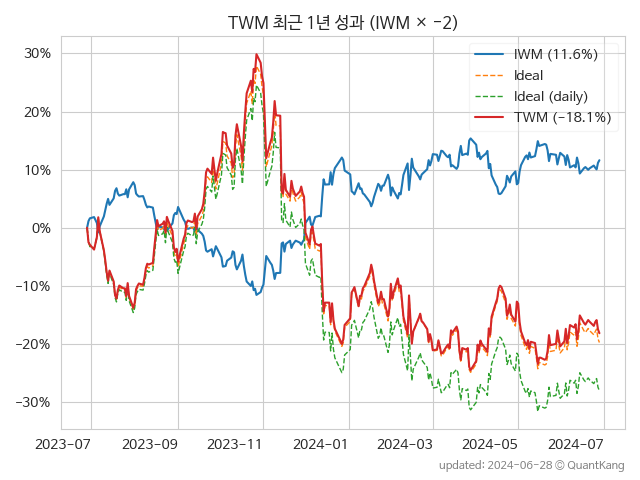 TWM 최근 1년 성과 (IWM × −2)
IWM (11.6%)
Ideal
Ideal (daily)
TWM (−18.1%)
30%
20%
10%
0%
−10%
−20%
−30%
2023-07 2023-09 2023-11 2024-01 2024-03 2024-05 2024-07
updated: 2024-06-28 © QuantKang